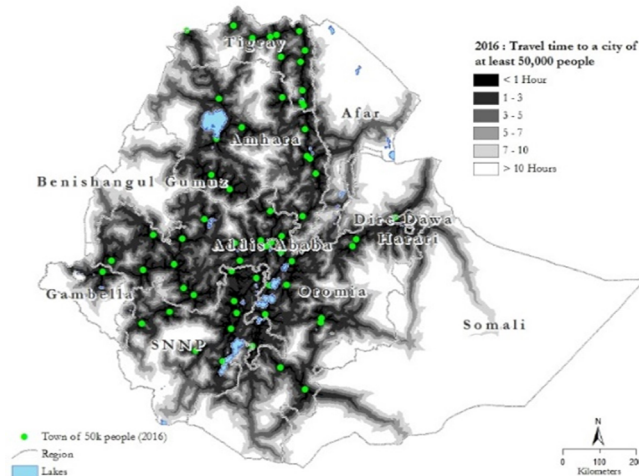 2016 : Travel time to a city of
at least 50,000 people
< 1 Hour
1 - 3
3 - 5
5 - 7
7 - 10
> 10 Hours
Tigray
Afar
Amhara
Benishangul Gumuz
Dire Dawa
Harari
Addis Ababa
Gambella
Oromia
Somali
SNNP
Town of 50k people (2016)
Region
Lakes
N
0 100 200
Kilometers